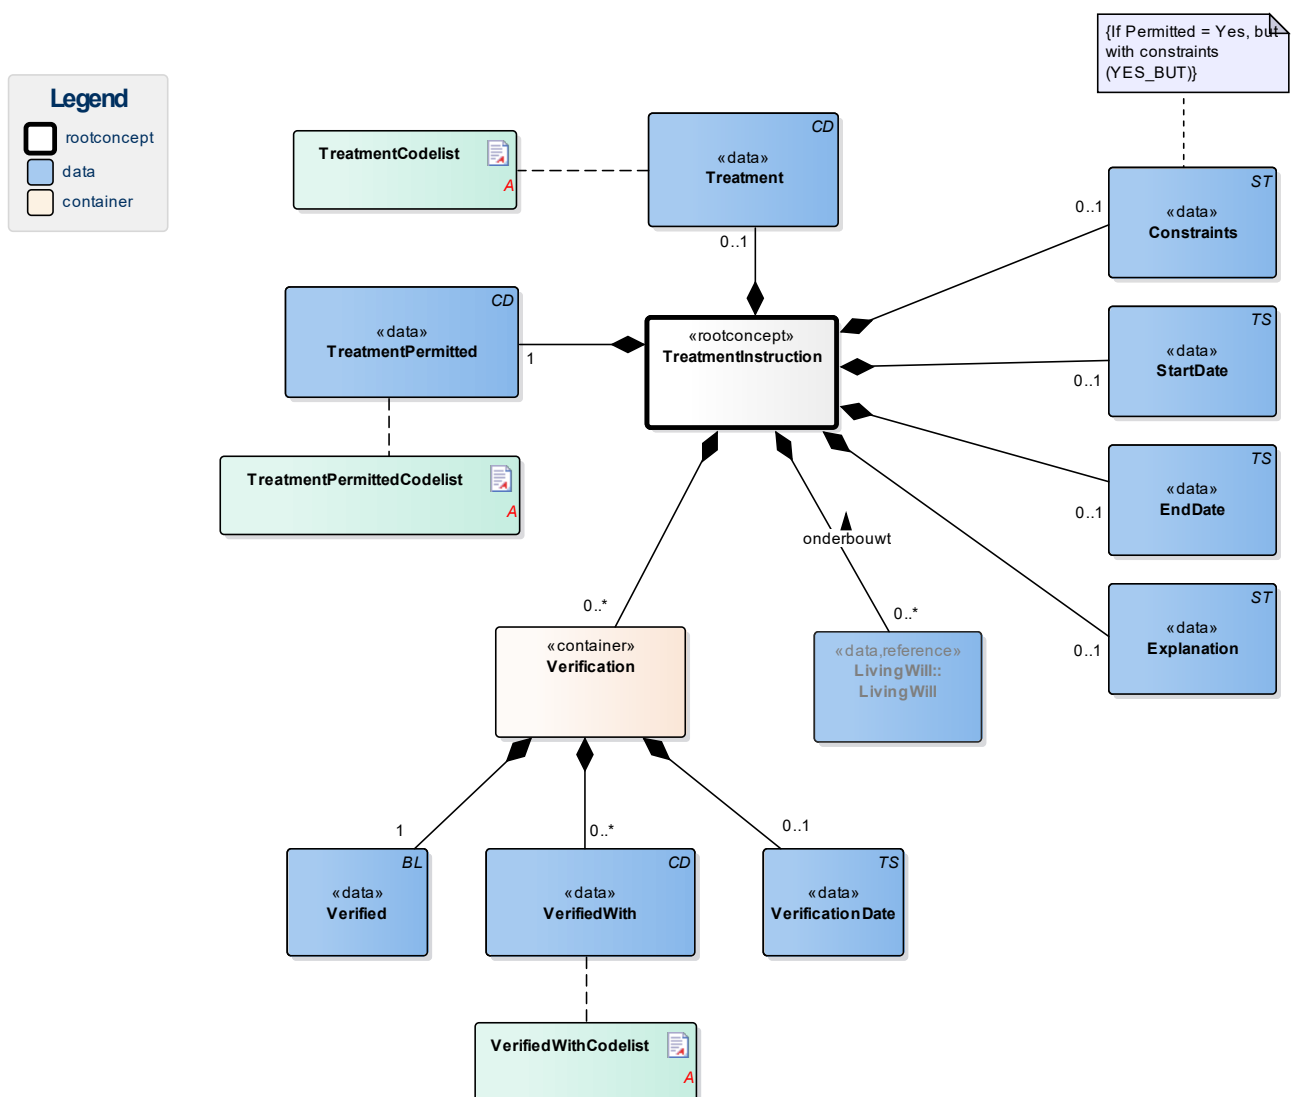 {If Permitted = Yes, but
with constraints
(YES_BUT)}
Legend
rootconcept
data
container
TreatmentCodelist
A
CD
«data»
Treatment
0..1
ST
«data»
Constraints
0..1
CD
«data»
TreatmentPermitted
1
«rootconcept»
TreatmentInstruction
TS
«data»
StartDate
0..1
TreatmentPermittedCodelist
A
TS
«data»
EndDate
0..1
onderbouwt
0..*
0..*
ST
«data»
Explanation
0..1
«container»
Verification
«data,reference»
LivingWill::
LivingWill
1
0..*
0..1
BL
«data»
Verified
CD
«data»
VerifiedWith
TS
«data»
VerificationDate
VerifiedWithCodelist
A